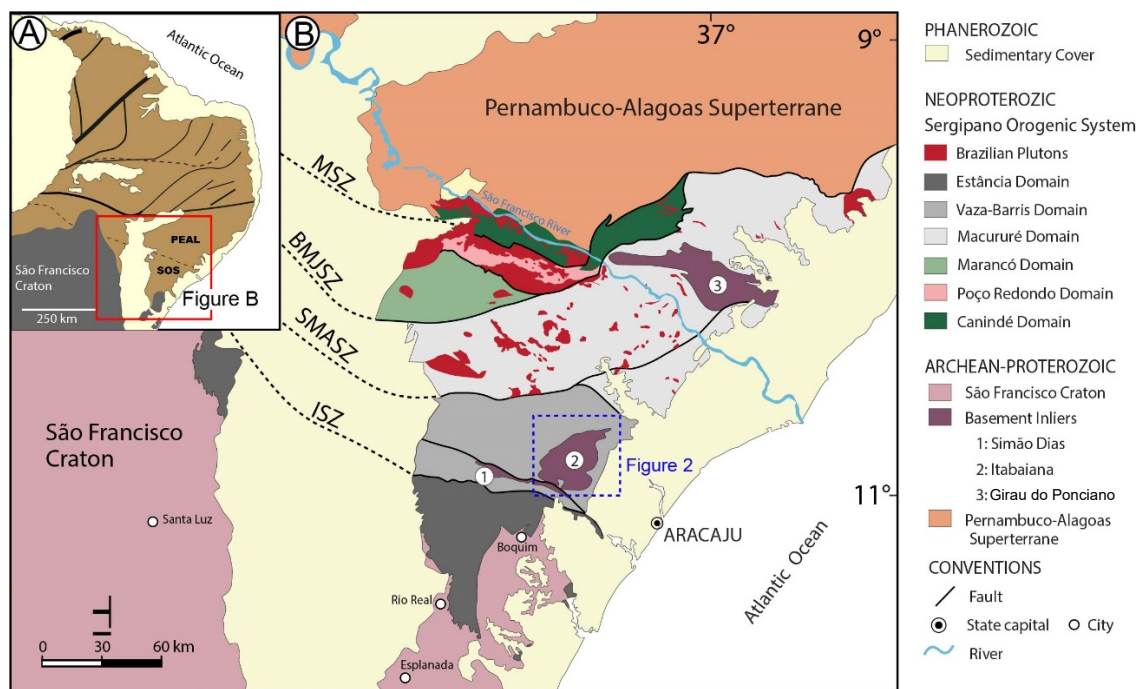 A
Atlantic Ocean
PEAL
SOS
São Francisco
Craton
250 km
Figure B
B
37°
9°
Pernambuco-Alagoas Superterrane
MSZ
São Francisco River
BMJSZ
SMASZ
ISZ
3
São Francisco
Craton
2
1
Figure 2
11°
Santa Luz
ARACAJU
Boquim
Atlantic Ocean
Rio Real
0 30 60 km
Esplanada
PHANEROZOIC
Sedimentary Cover
NEOPROTEROZIC
Sergipano Orogenic System
Brazilian Plutons
Estância Domain
Vaza-Barris Domain
Macururé Domain
Marancó Domain
Poço Redondo Domain
Canindé Domain
ARCHEAN-PROTEROZOIC
São Francisco Craton
Basement Inliers
1: Simão Dias
2: Itabaiana
3: Girau do Ponciano
Pernambuco-Alagoas
Superterrane
CONVENTIONS
Fault
State capital
City
River